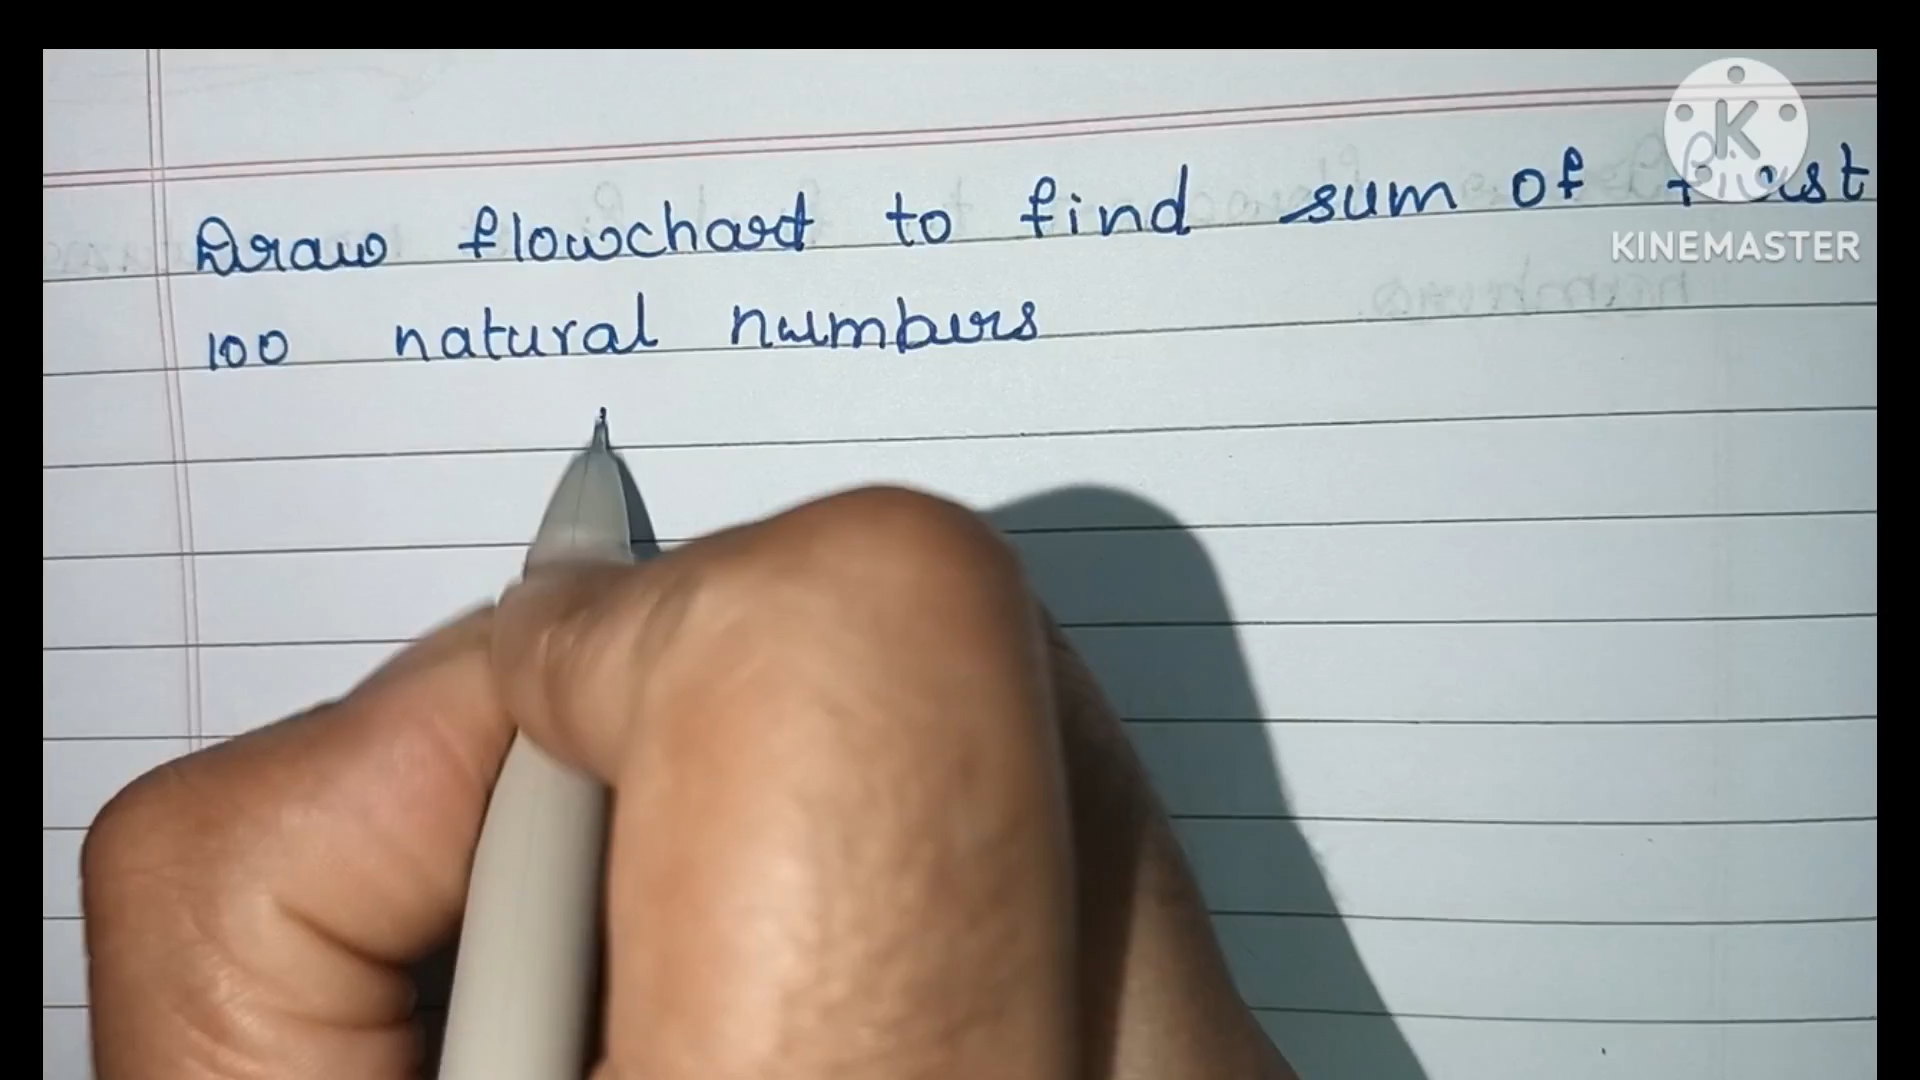 Draw flowchart to find sum of first
100 natural numbers
K
KINEMASTER